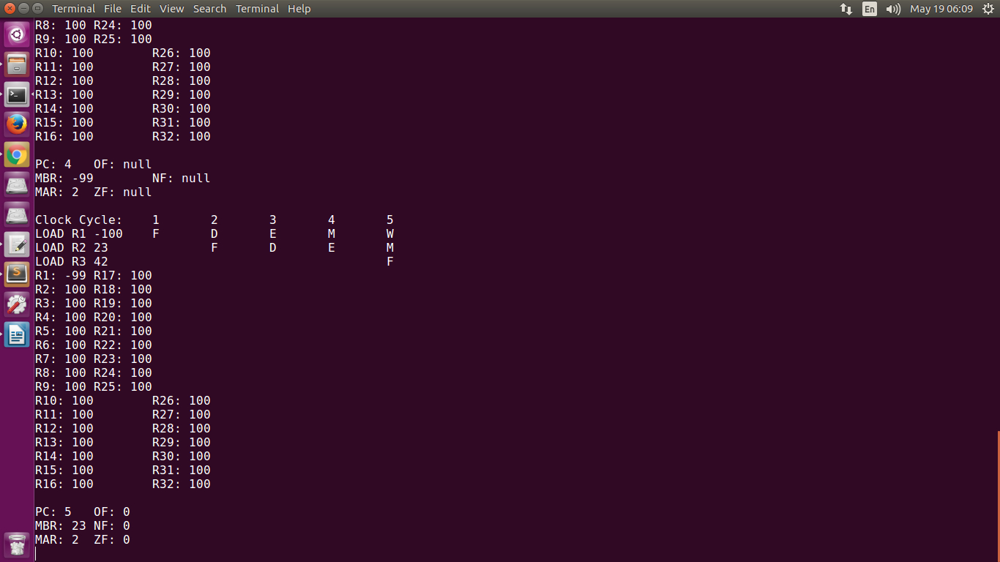 Terminal File Edit View Search Terminal Help En May 19 06:09
R8: 100 R24: 100
R9: 100 R25: 100
R10: 100 R26: 100
R11: 100 R27: 100
R12: 100 R28: 100
R13: 100 R29: 100
R14: 100 R30: 100
R15: 100 R31: 100
R16: 100 R32: 100
PC: 4 OF: null
MBR: -99 NF: null
MAR: 2 ZF: null
Clock Cycle: 1 2 3 4 5
LOAD R1 -100 F D E M W
LOAD R2 23 F D E M
LOAD R3 42 F
R1: -99 R17: 100
R2: 100 R18: 100
R3: 100 R19: 100
R4: 100 R20: 100
R5: 100 R21: 100
R6: 100 R22: 100
R7: 100 R23: 100
R8: 100 R24: 100
R9: 100 R25: 100
R10: 100 R26: 100
R11: 100 R27: 100
R12: 100 R28: 100
R13: 100 R29: 100
R14: 100 R30: 100
R15: 100 R31: 100
R16: 100 R32: 100
PC: 5 OF: 0
MBR: 23 NF: 0
MAR: 2 ZF: 0